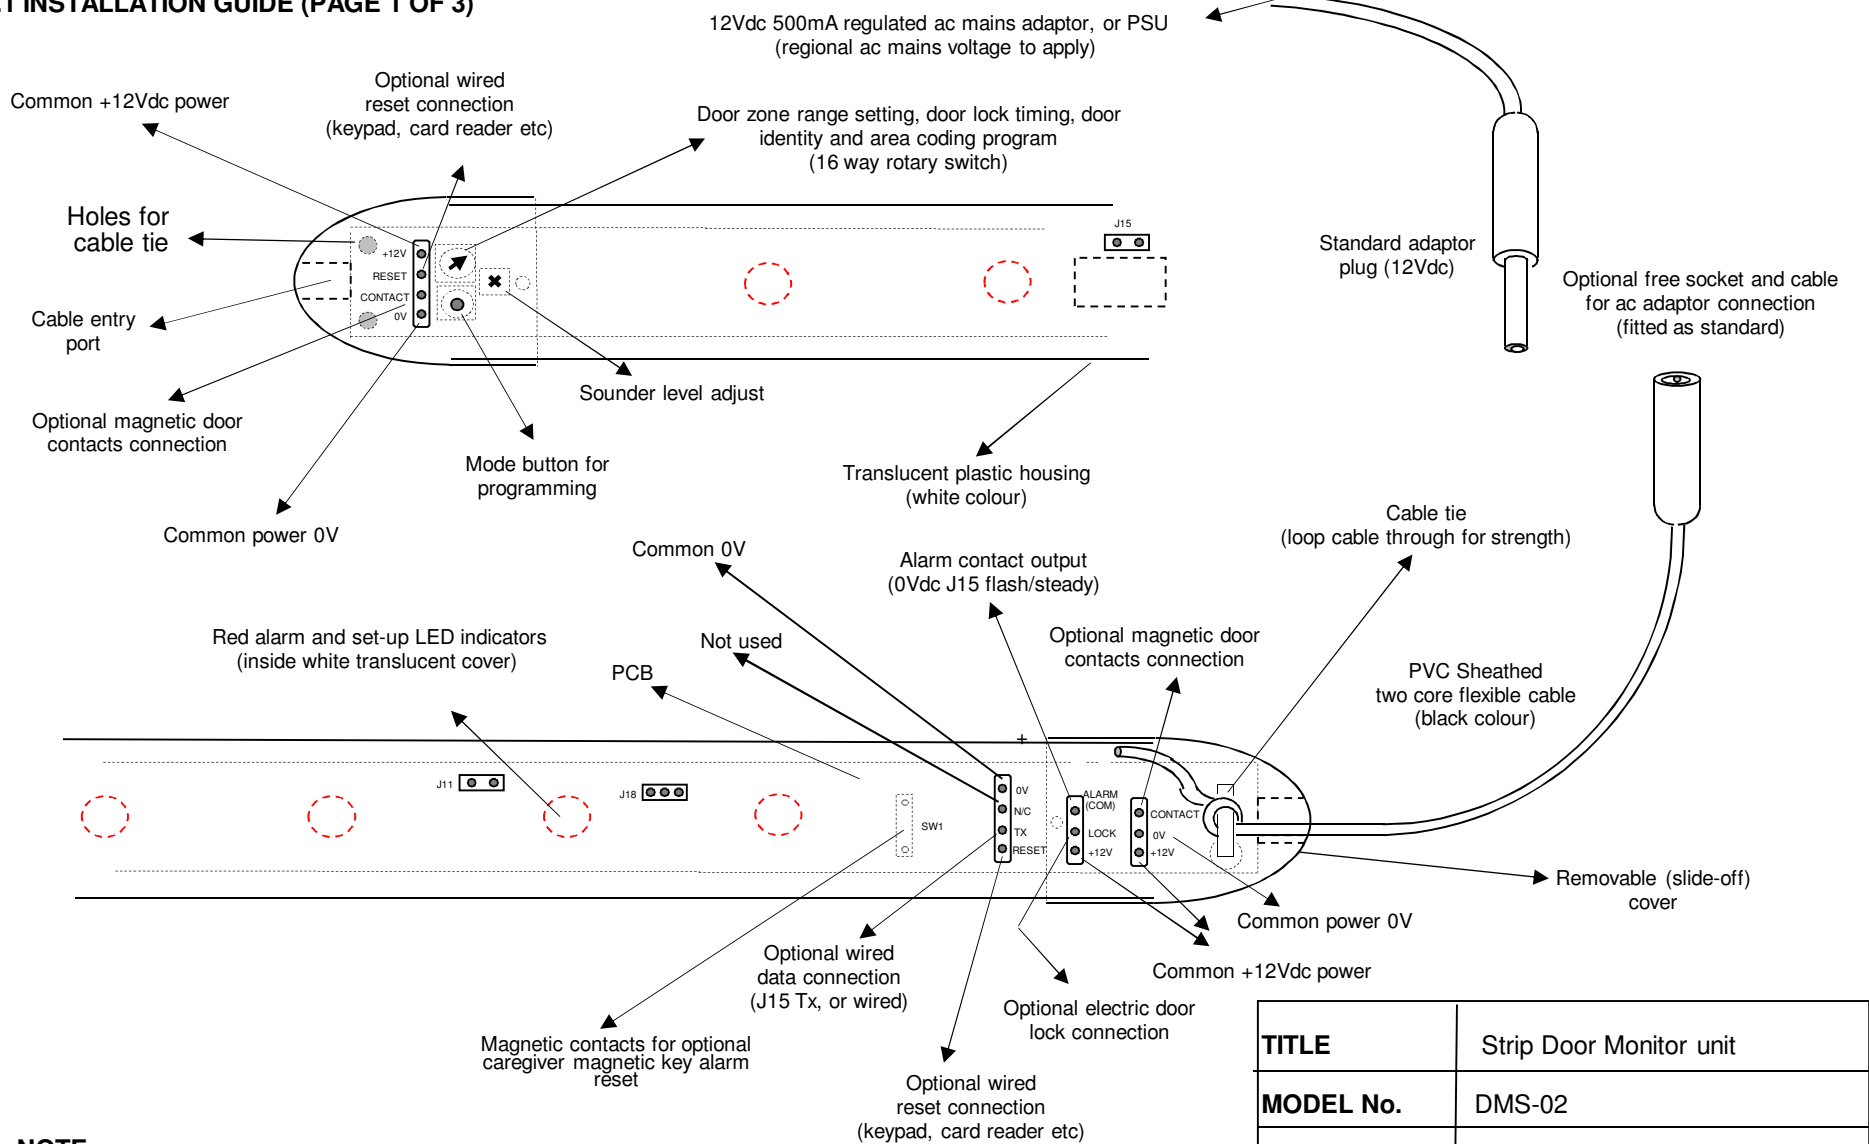 INSTALLATION GUIDE (PAGE 1 OF 3)
12Vdc 500mA regulated ac mains adaptor, or PSU
(regional ac mains voltage to apply)
Optional wired
reset connection
(keypad, card reader etc)
Common +12Vdc power
Door zone range setting, door lock timing, door
identity and area coding program
(16 way rotary switch)
Holes for
cable tie
J15
+12V
RESET
CONTACT
0V
Standard adaptor
plug (12Vdc)
Optional free socket and cable
for ac adaptor connection
(fitted as standard)
Cable entry
port
Sounder level adjust
Optional magnetic door
contacts connection
Mode button for
programming
Translucent plastic housing
(white colour)
Common power 0V
Cable tie
(loop cable through for strength)
Common 0V
Alarm contact output
(0Vdc J15 flash/steady)
Red alarm and set-up LED indicators
(inside white translucent cover)
Not used
Optional magnetic door
contacts connection
PCB
PVC Sheathed
two core flexible cable
(black colour)
J11
J18
SW1
0V
N/C
TX
RESET
ALARM
(COM)
LOCK
+12V
CONTACT
0V
+12V
Removable (slide-off)
cover
Common power 0V
Optional wired
data connection
(J15 Tx, or wired)
Common +12Vdc power
Optional electric door
lock connection
Magnetic contacts for optional
caregiver magnetic key alarm
reset
Optional wired
reset connection
(keypad, card reader etc)
TITLE
Strip Door Monitor unit
MODEL No.
DMS-02
NOTE